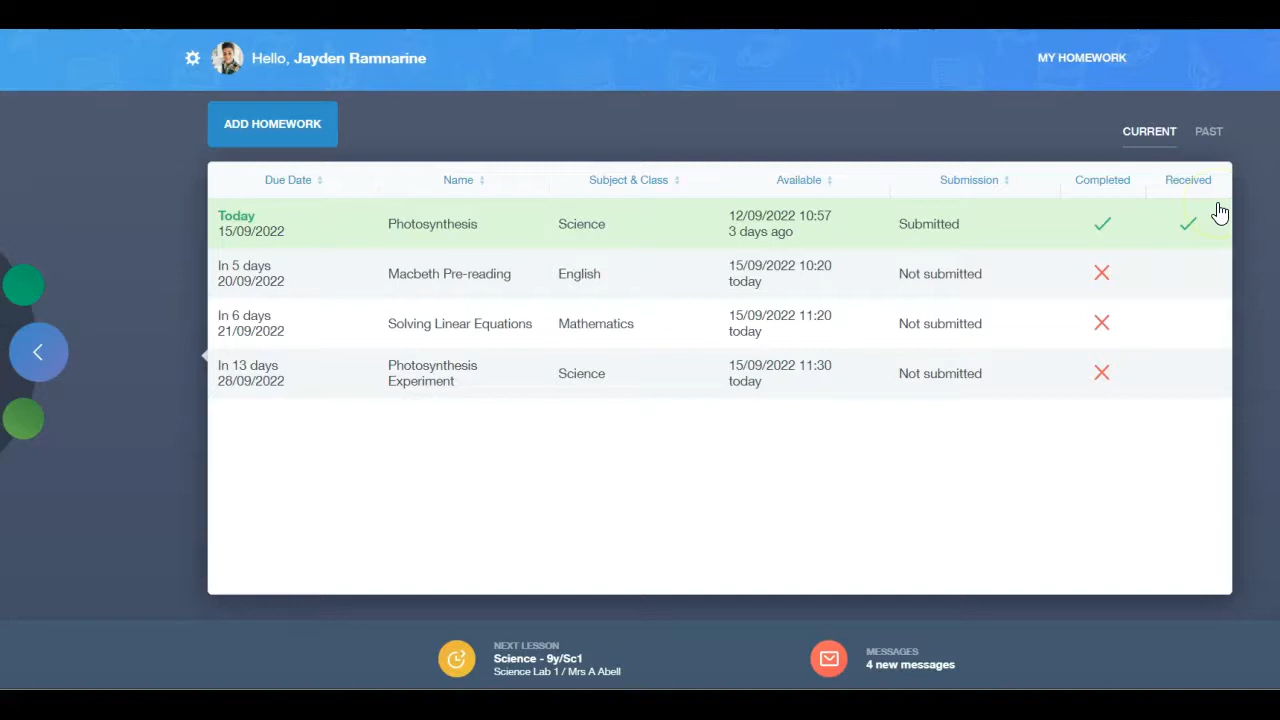 Hello, Jayden Ramnarine
MY HOMEWORK
ADD HOMEWORK
CURRENT PAST
Due Date Name Subject & Class Available Submission Completed Received
Today
15/09/2022
Photosynthesis
Science
12/09/2022 10:57
3 days ago
Submitted
In 5 days
20/09/2022
Macbeth Pre-reading
English
15/09/2022 10:20
today
Not submitted
In 6 days
21/09/2022
Solving Linear Equations
Mathematics
15/09/2022 11:20
today
Not submitted
In 13 days
28/09/2022
Photosynthesis
Experiment
Science
15/09/2022 11:30
today
Not submitted
NEXT LESSON
Science - 9y/Sc1
Science Lab 1 / Mrs A Abell
MESSAGES
4 new messages